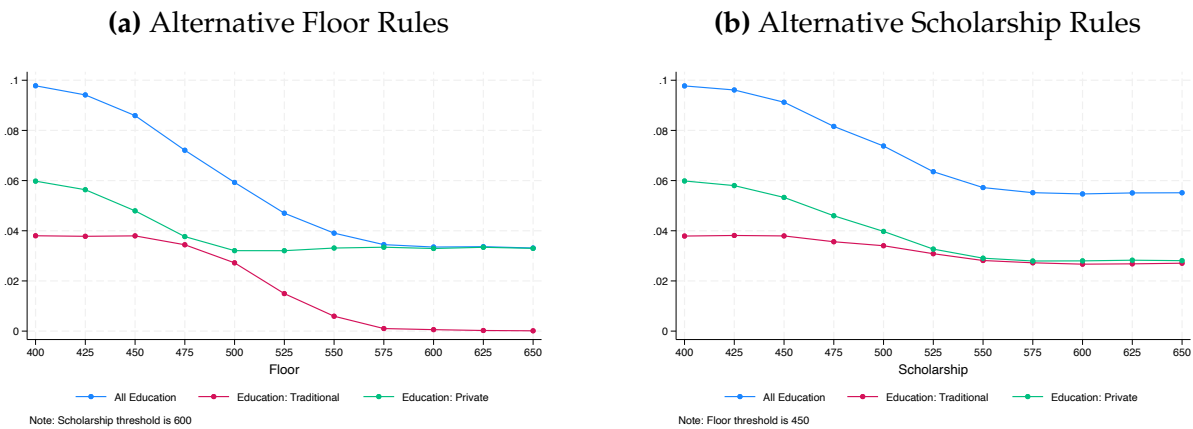 (a) Alternative Floor Rules
.1
.08
.06
.04
.02
0
400 425 450 475 500 525 550 575 600 625 650
Floor
All Education Education: Traditional Education: Private
Note: Scholarship threshold is 600
(b) Alternative Scholarship Rules
.1
.08
.06
.04
.02
0
400 425 450 475 500 525 550 575 600 625 650
Scholarship
All Education Education: Traditional Education: Private
Note: Floor threshold is 450